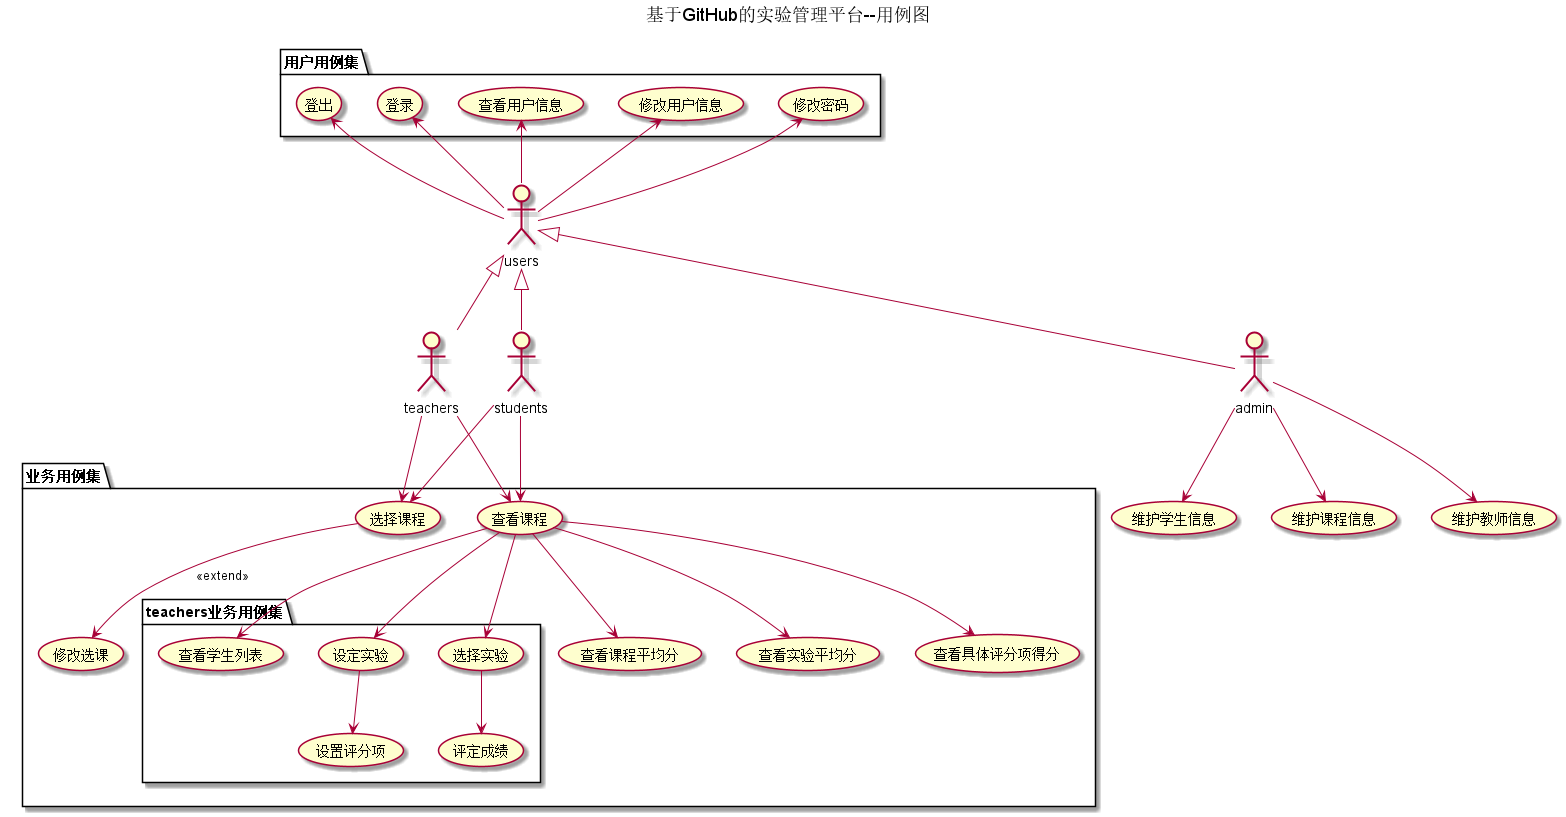 基于GitHub的实验管理平台--用例图
用户用例集
登出
登录
查看用户信息
修改用户信息
修改密码
users
teachers
students
admin
业务用例集
选择课程
查看课程
维护学生信息
维护课程信息
维护教师信息
«extend»
teachers业务用例集
修改选课
查看学生列表
设定实验
选择实验
查看课程平均分
查看实验平均分
查看具体评分项得分
设置评分项
评定成绩